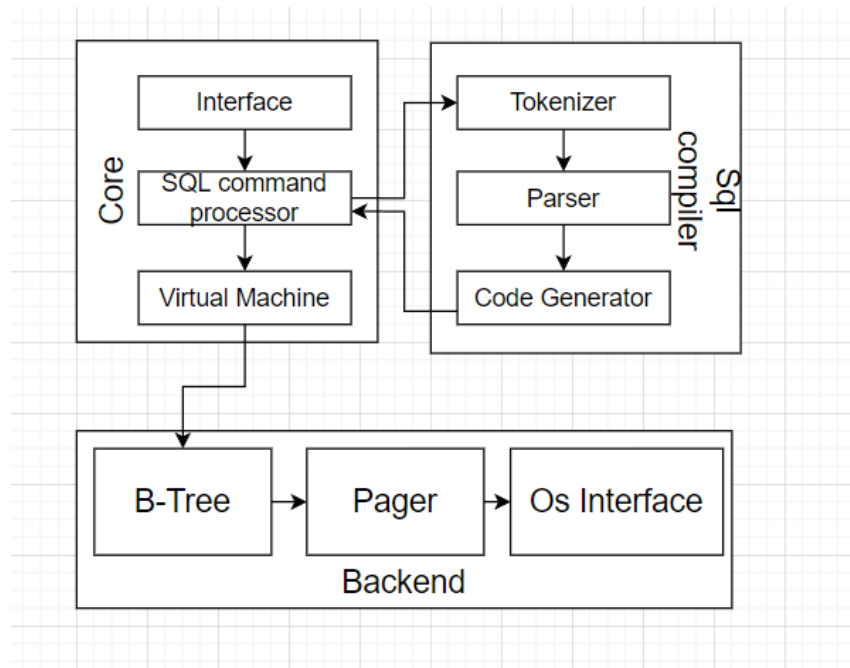 Interface
SQL command
processor
Virtual Machine
Core
Tokenizer
Parser
Code Generator
Sql
compiler
B-Tree
Pager
Os Interface
Backend